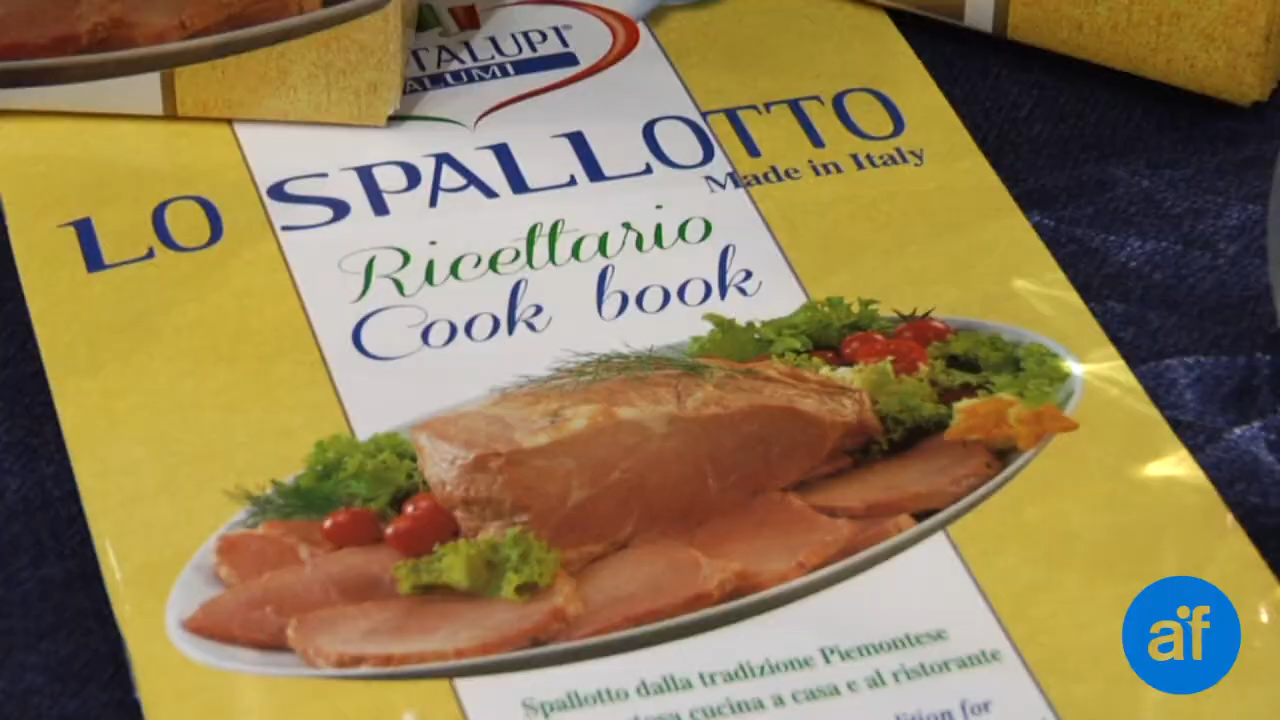 TALUPI
ALUMI
LO SPALLOTTO
Made in Italy
Ricettario
Cook book
Spallotto dalla tradizione Piemontese
cucina a casa e al ristorante
for
af